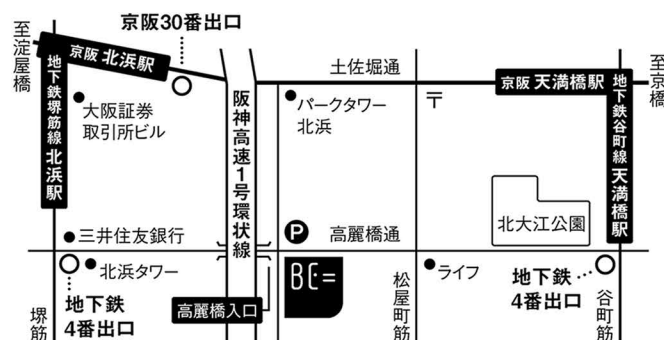 京阪30番出口
至淀屋橋
京阪 北浜駅
土佐堀通
京阪 天満橋駅
至京橋
地下鉄堺筋線 北浜駅
大阪証券
取引所ビル
阪神高速1号環状線
パークタワー
北浜
〒
地下鉄谷町線 天満橋駅
北大江公園
三井住友銀行
P
高麗橋通
北浜タワー
BE=
ライフ
地下鉄
4番出口
地下鉄
4番出口
高麗橋入口
堺筋
松屋町筋
谷町筋